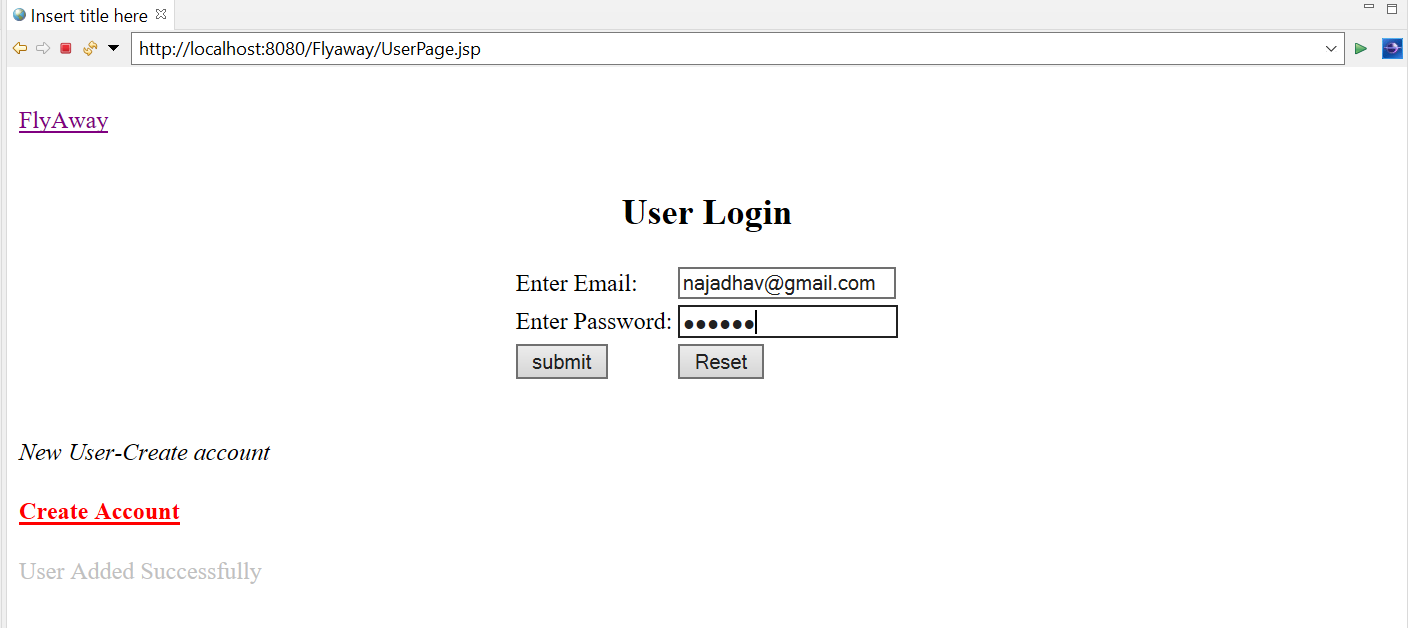 Insert title here
http://localhost:8080/Flyaway/UserPage.jsp
FlyAway
User Login
Enter Email: najadhav@gmail.com
Enter Password: ●●●●●●
submit Reset
New User-Create account
Create Account
User Added Successfully